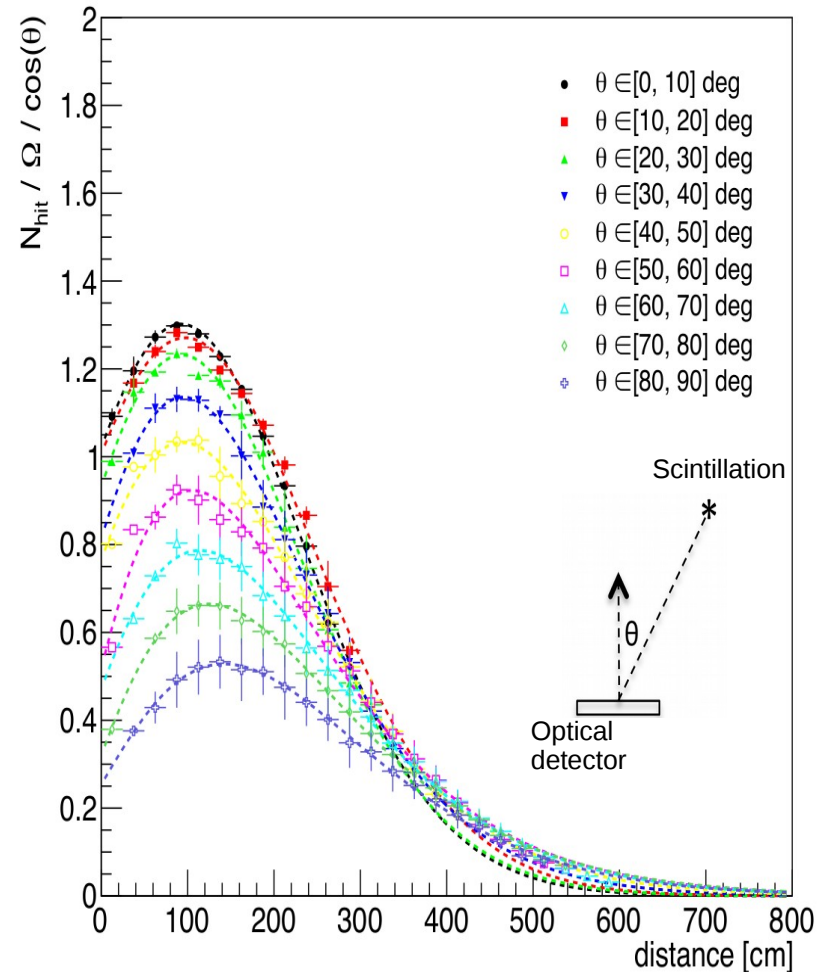 N_hit / Ω / cos(θ)
2
1.8
1.6
1.4
1.2
1
0.8
0.6
0.4
0.2
0
θ ∈[0, 10] deg
θ ∈[10, 20] deg
θ ∈[20, 30] deg
θ ∈[30, 40] deg
θ ∈[40, 50] deg
θ ∈[50, 60] deg
θ ∈[60, 70] deg
θ ∈[70, 80] deg
θ ∈[80, 90] deg
Scintillation
*
θ
Optical
detector
0 100 200 300 400 500 600 700 800
distance [cm]